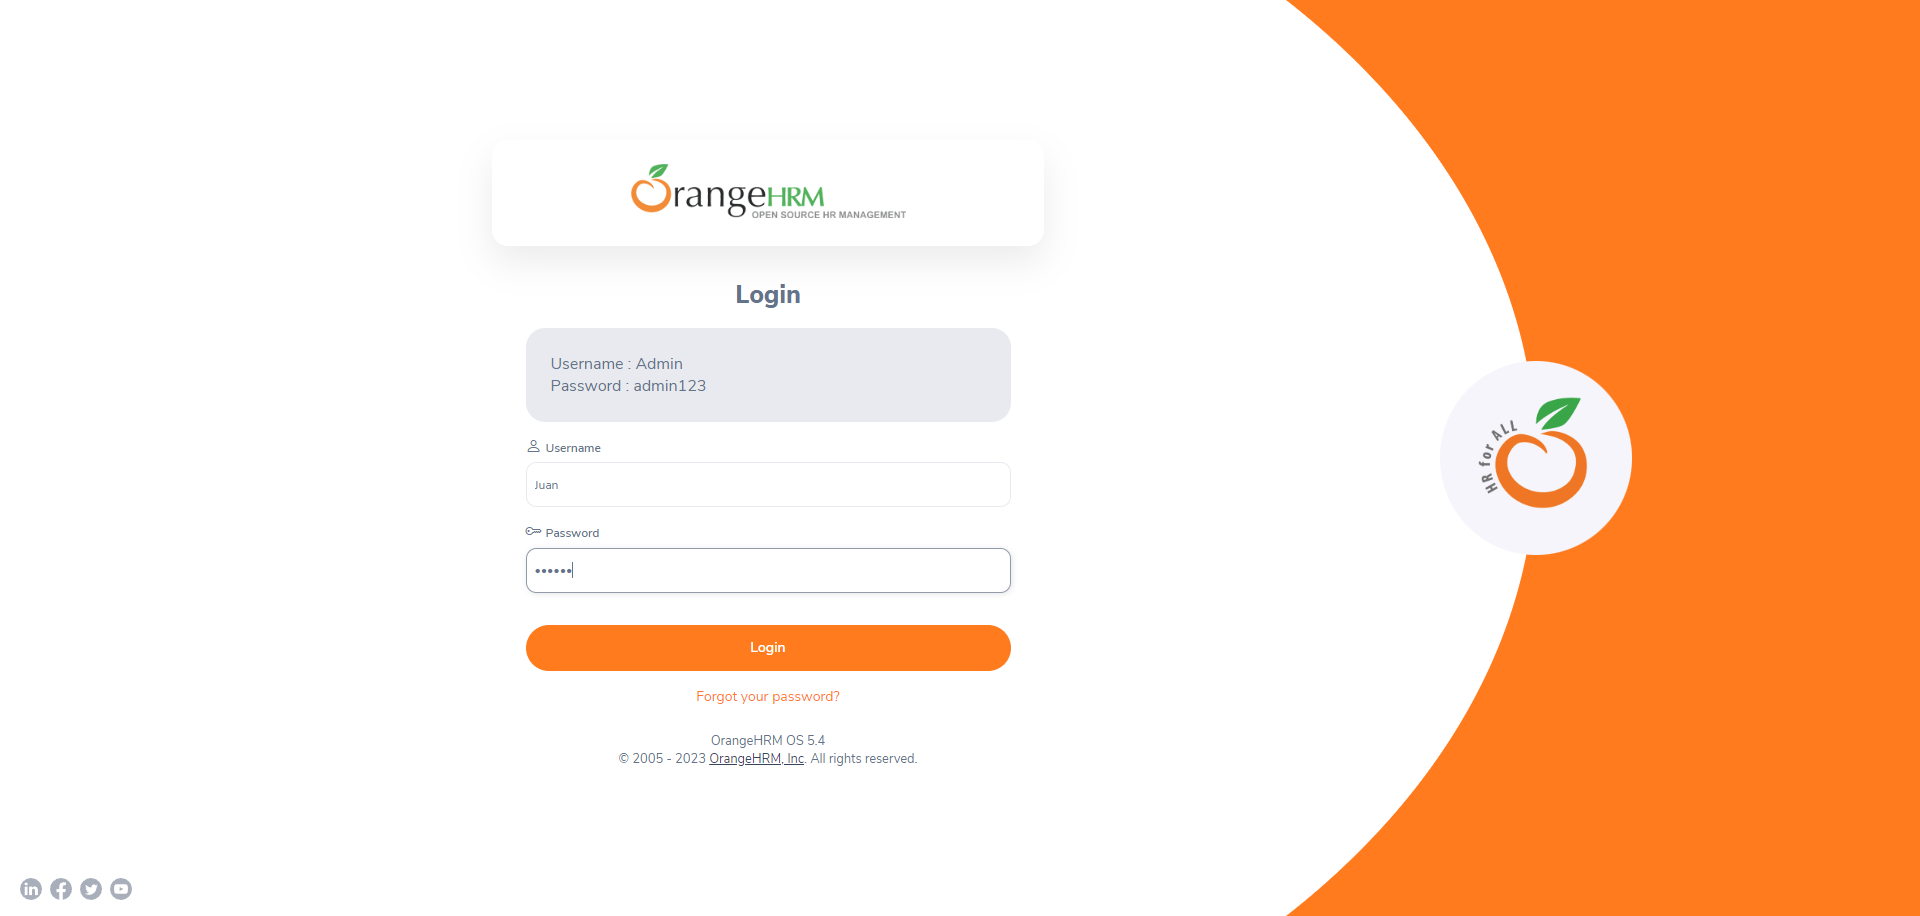 OrangeHRM
OPEN SOURCE HR MANAGEMENT
Login
Username : Admin
Password : admin123
Username
Juan
Password
••••••
Login
Forgot your password?
OrangeHRM OS 5.4
© 2005 - 2023 OrangeHRM, Inc. All rights reserved.
HR for ALL